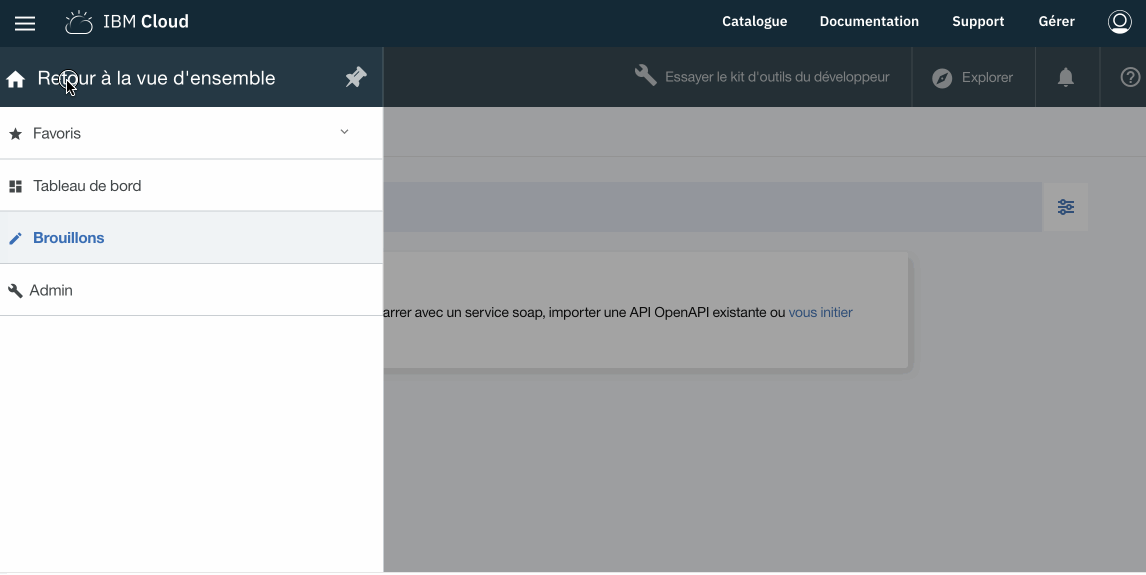 IBM Cloud
Catalogue
Documentation
Support
Gérer
Retour à la vue d'ensemble
Essayer le kit d'outils du développeur
Explorer
Favoris
Tableau de bord
Brouillons
Admin
arrer avec un service soap, importer une API OpenAPI existante ou vous initier